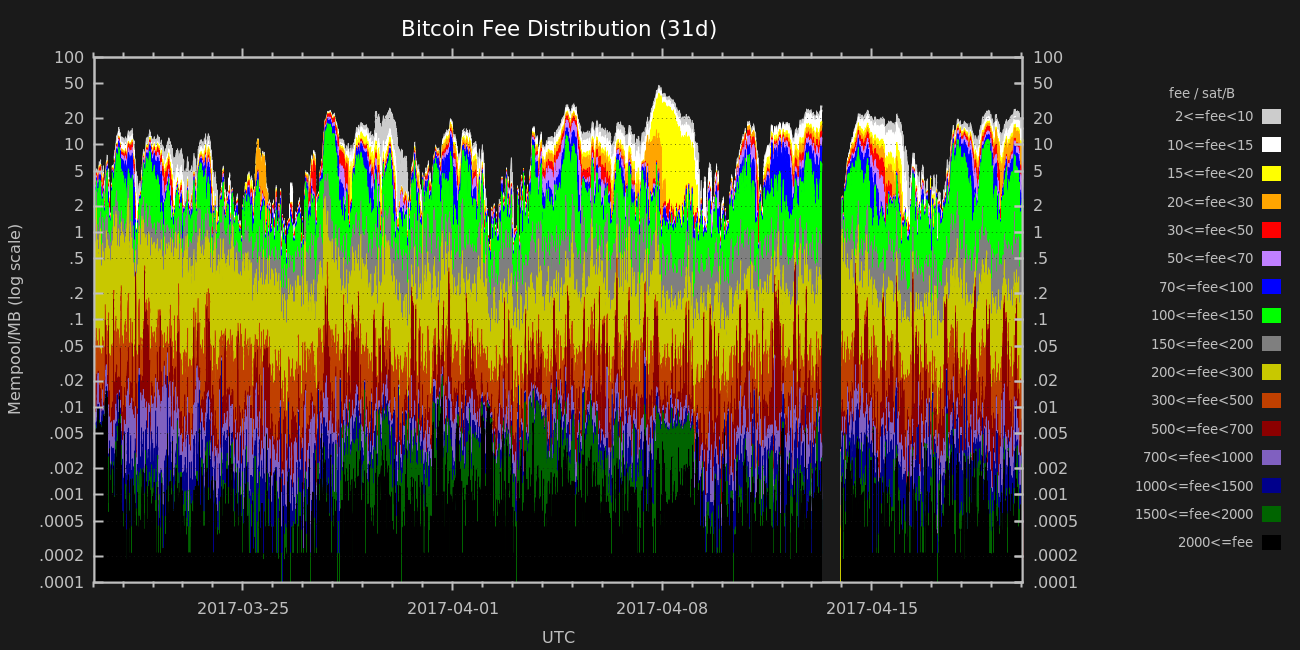 Bitcoin Fee Distribution (31d)
100
50
20
10
5
2
1
.5
.2
.1
.05
.02
.01
.005
.002
.001
.0005
.0002
.0001
Mempool/MB (log scale)
100
50
20
10
5
2
1
.5
.2
.1
.05
.02
.01
.005
.002
.001
.0005
.0002
.0001
2017-03-25
2017-04-01
2017-04-08
2017-04-15
UTC
fee / sat/B
2<=fee<10
10<=fee<15
15<=fee<20
20<=fee<30
30<=fee<50
50<=fee<70
70<=fee<100
100<=fee<150
150<=fee<200
200<=fee<300
300<=fee<500
500<=fee<700
700<=fee<1000
1000<=fee<1500
1500<=fee<2000
2000<=fee